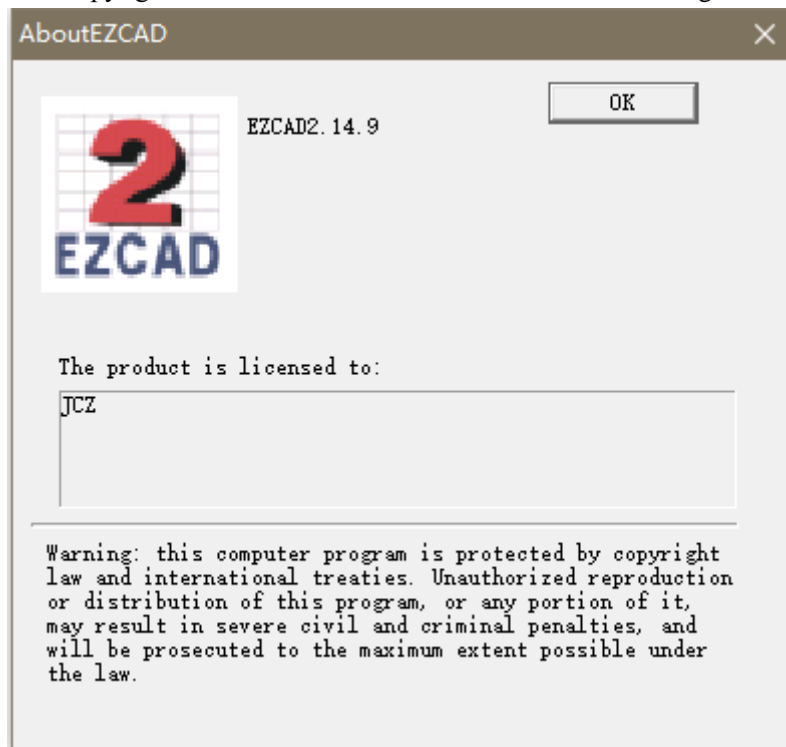 AboutEZCAD
OK
EZCAD2.14.9
2
EZCAD
The product is licensed to:
JCZ
Warning: this computer program is protected by copyright
law and international treaties. Unauthorized reproduction
or distribution of this program, or any portion of it,
may result in severe civil and criminal penalties, and
will be prosecuted to the maximum extent possible under
the law.